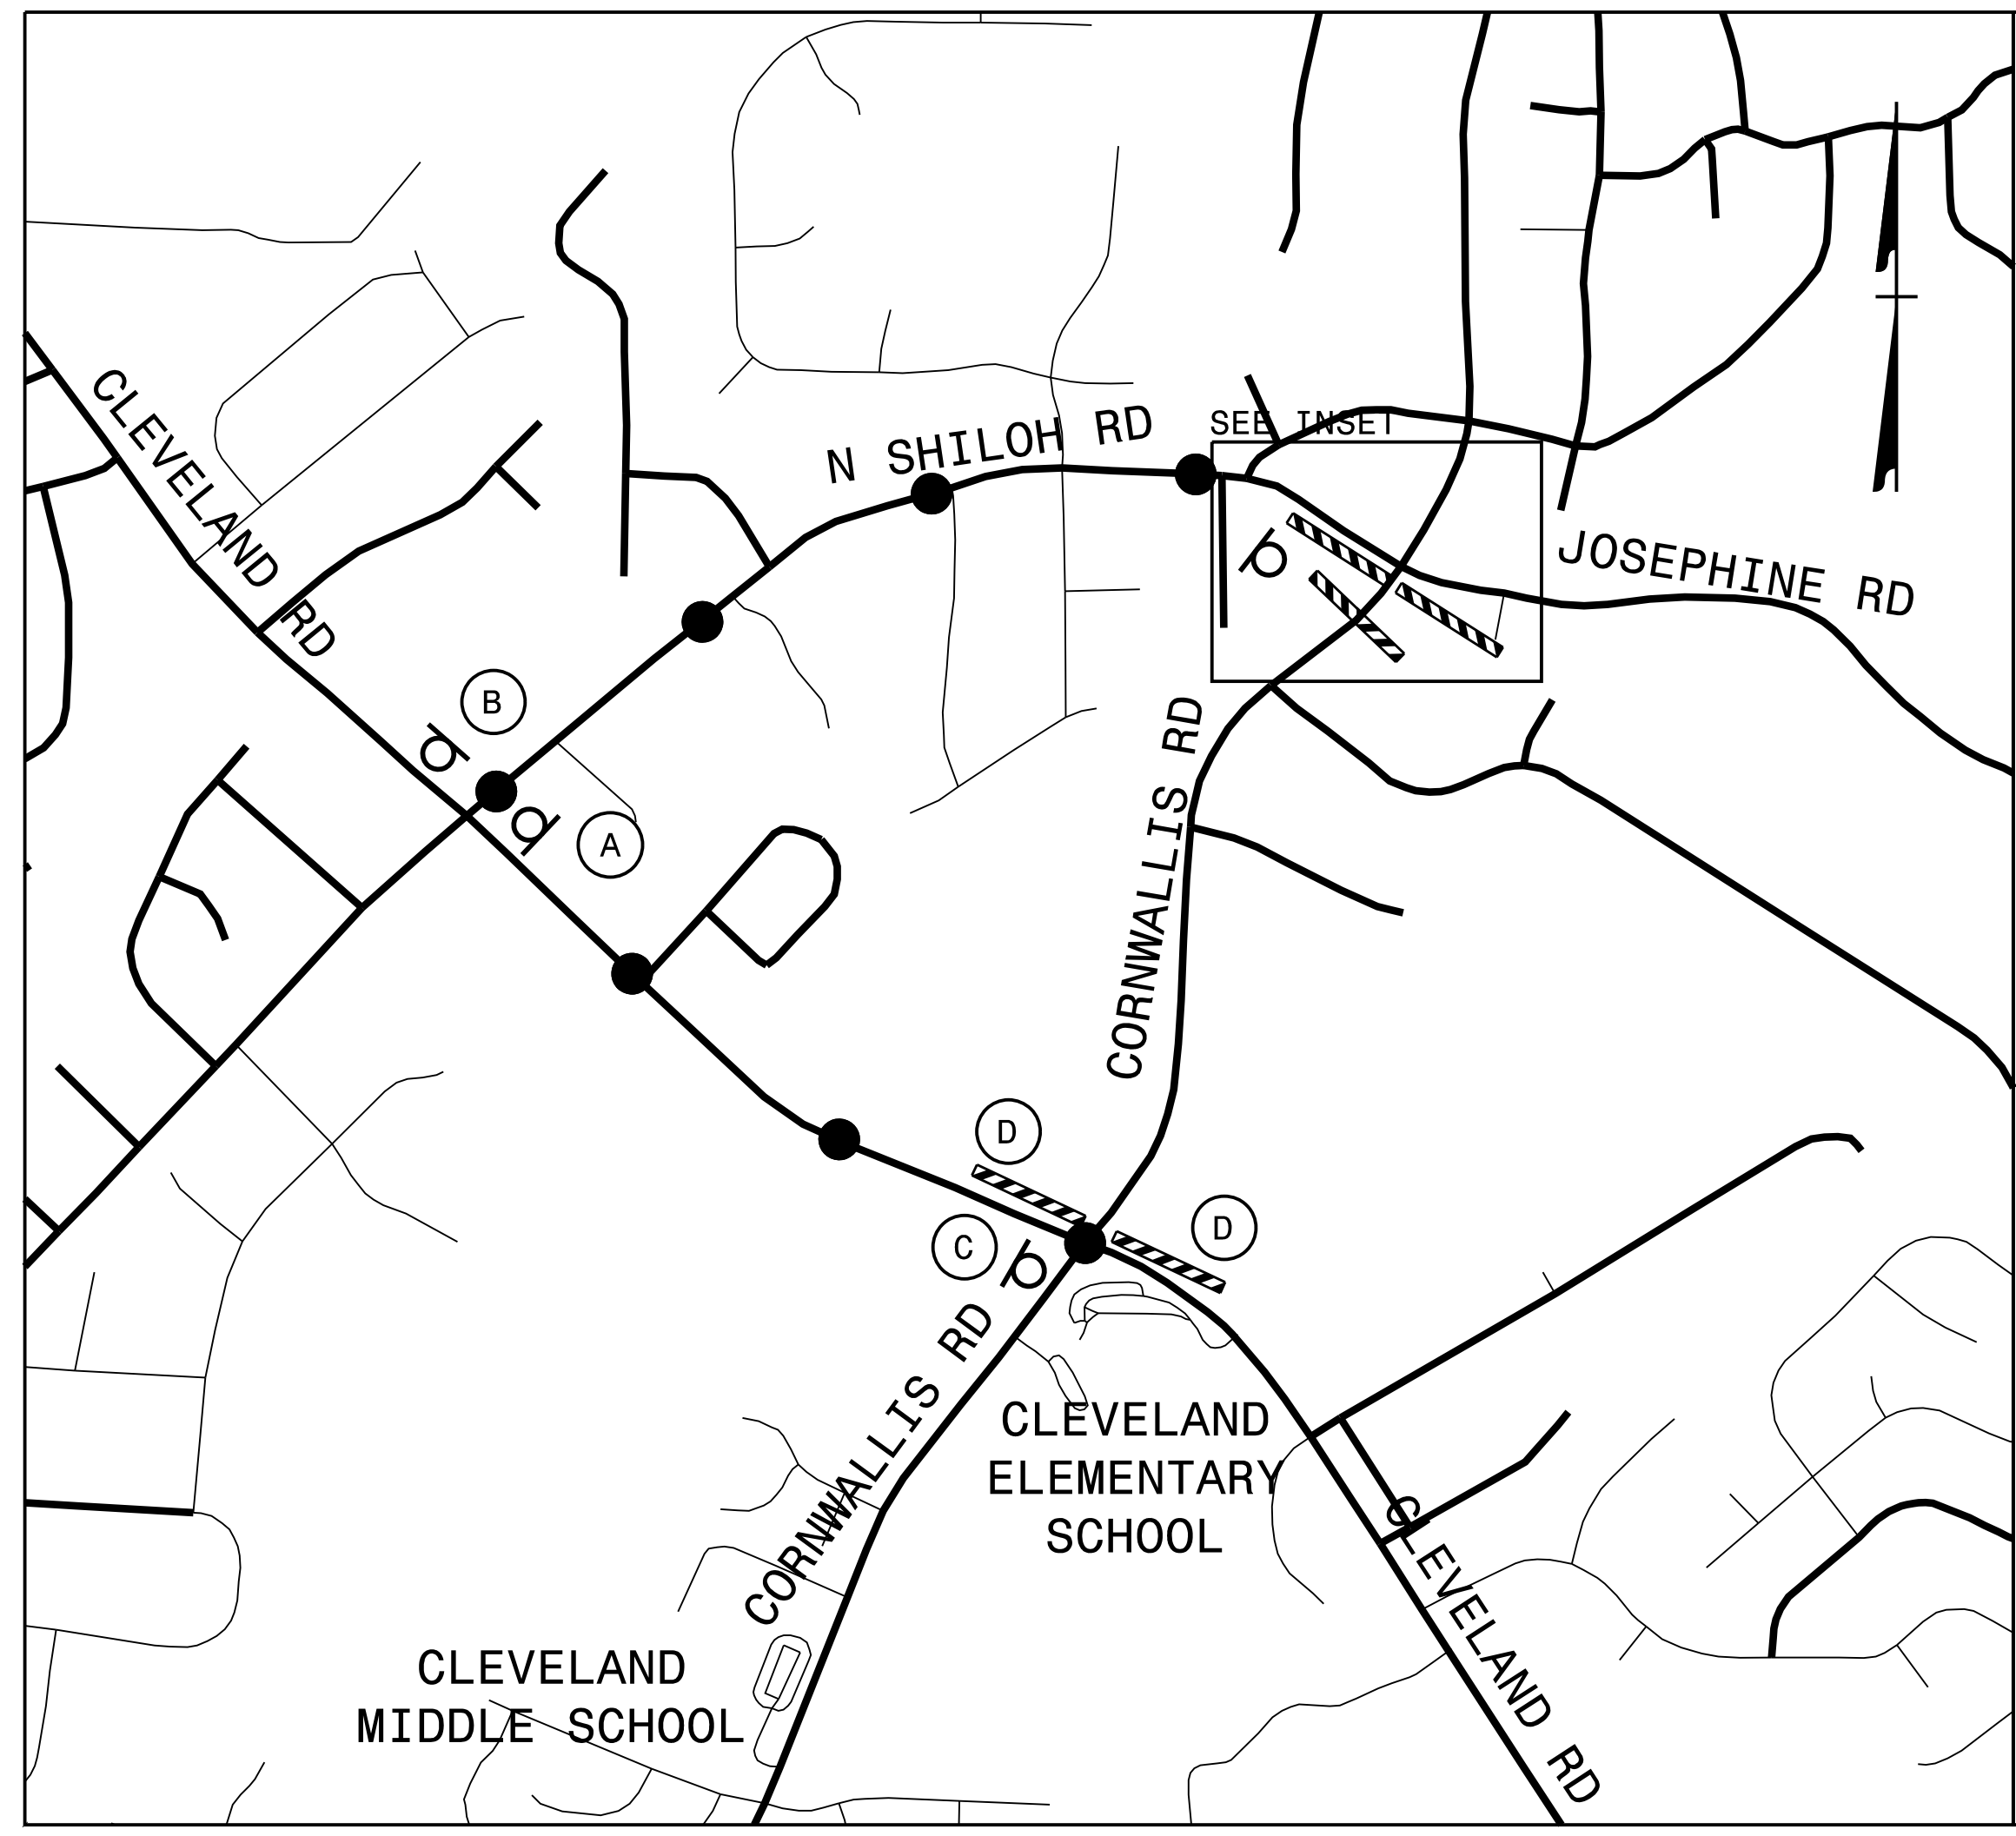 CLEVELAND RD
N SHILOH RD
SEE INSET
JOSEPHINE RD
B
A
CORNWALLIS RD
D
D
C
CORNWALLIS RD
CLEVELAND
ELEMENTARY
SCHOOL
CLEVELAND RD
CLEVELAND
MIDDLE SCHOOL